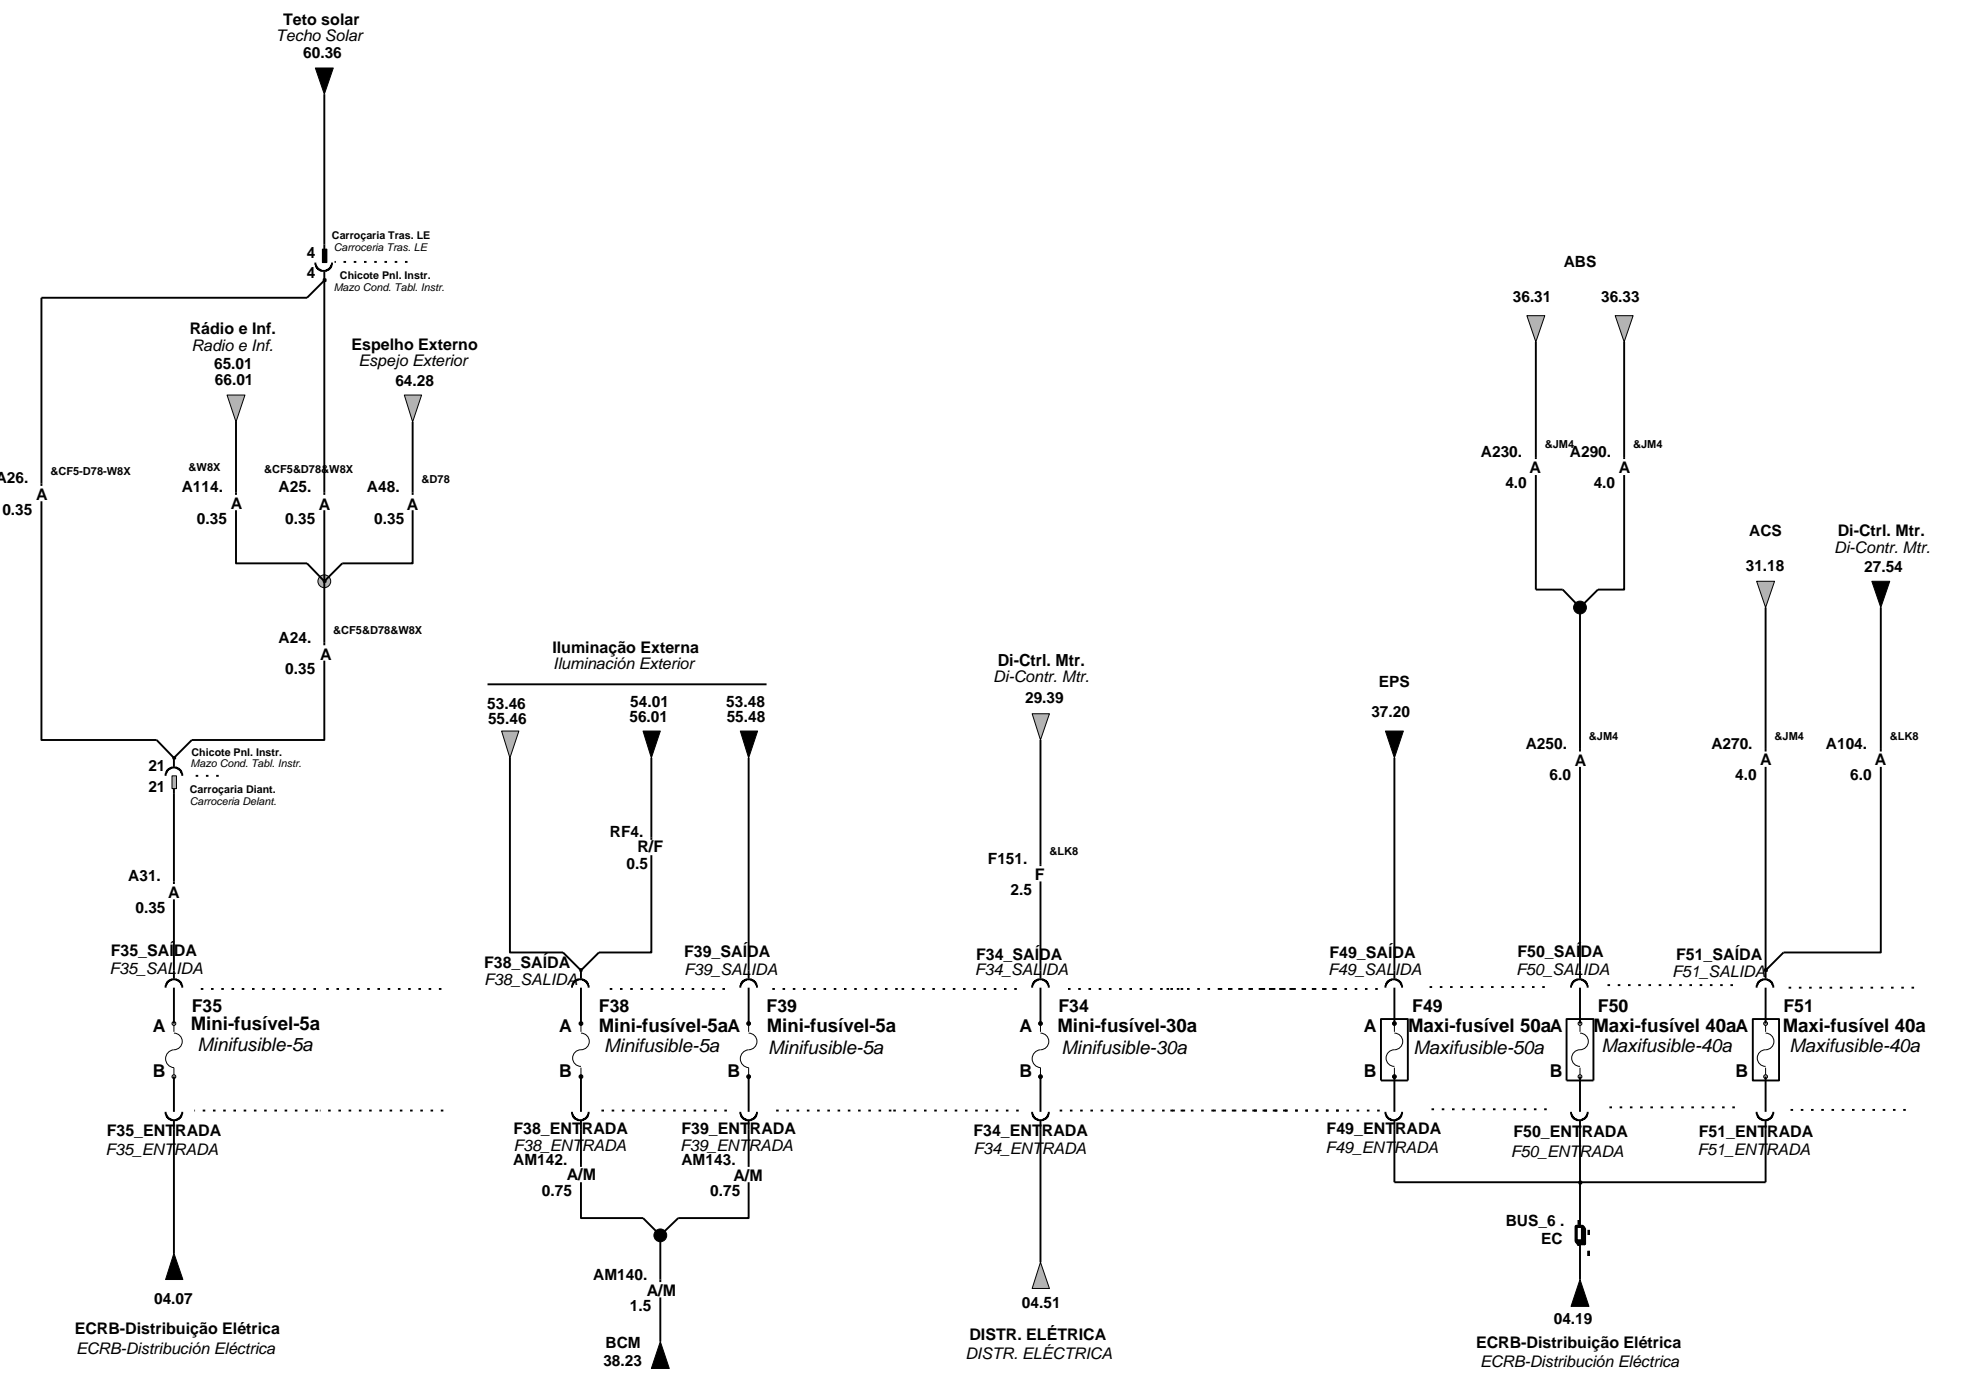 Teto solar
Techo Solar
60.36
4
Carroçaria Tras. LE
Carroceria Tras. LE
4
Chicote Pnl. Instr.
Mazo Cond. Tabl. Instr.
Rádio e Inf.
Radio e Inf.
65.01
66.01
Espelho Externo
Espejo Exterior
64.28
A26.
A
0.35
&CF5-D78-W8X
&W8X
A114.
A
0.35
&CF5&D78&W8X
A25.
A
0.35
A48.
A
0.35
&D78
A24.
A
0.35
&CF5&D78&W8X
21
Chicote Pnl. Instr.
Mazo Cond. Tabl. Instr.
21
Carroçaria Diant.
Carroceria Delant.
A31.
A
0.35
F35_SAÍDA
F35_SALIDA
F35
A
Mini-fusível-5a
Minifusible-5a
B
F35_ENTRADA
F35_ENTRADA
04.07
ECRB-Distribuição Elétrica
ECRB-Distribución Eléctrica
Iluminação Externa
Iluminación Exterior
53.46
55.46
54.01
56.01
53.48
55.48
RF4.
R/F
0.5
F38_SAÍDA
F38_SALIDA
F39_SAÍDA
F39_SALIDA
F38
A
Mini-fusível-5a
Minifusible-5a
B
F39
A
Mini-fusível-5a
Minifusible-5a
B
F38_ENTRADA
F38_ENTRADA
AM142.
A/M
0.75
F39_ENTRADA
F39_ENTRADA
AM143.
A/M
0.75
AM140.
A/M
1.5
BCM
38.23
Di-Ctrl. Mtr.
Di-Contr. Mtr.
29.39
F151.
F
2.5
&LK8
F34_SAÍDA
F34_SALIDA
F34
A
Mini-fusível-30a
Minifusible-30a
B
F34_ENTRADA
F34_ENTRADA
04.51
DISTR. ELÉTRICA
DISTR. ELÉCTRICA
EPS
37.20
F49_SAÍDA
F49_SALIDA
F49
A
Maxi-fusível 50a
Maxifusible-50a
B
F49_ENTRADA
F49_ENTRADA
ABS
36.31
36.33
A230.
A
4.0
&JM4
A290.
A
4.0
&JM4
A250.
A
6.0
&JM4
F50_SAÍDA
F50_SALIDA
F50
A
Maxi-fusível 40a
Maxifusible-40a
B
F50_ENTRADA
F50_ENTRADA
ACS
31.18
Di-Ctrl. Mtr.
Di-Contr. Mtr.
27.54
A270.
A
4.0
&JM4
A104.
A
6.0
&LK8
F51_SAÍDA
F51_SALIDA
F51
A
Maxi-fusível 40a
Maxifusible-40a
B
F51_ENTRADA
F51_ENTRADA
BUS_6 .
EC
04.19
ECRB-Distribuição Elétrica
ECRB-Distribución Eléctrica